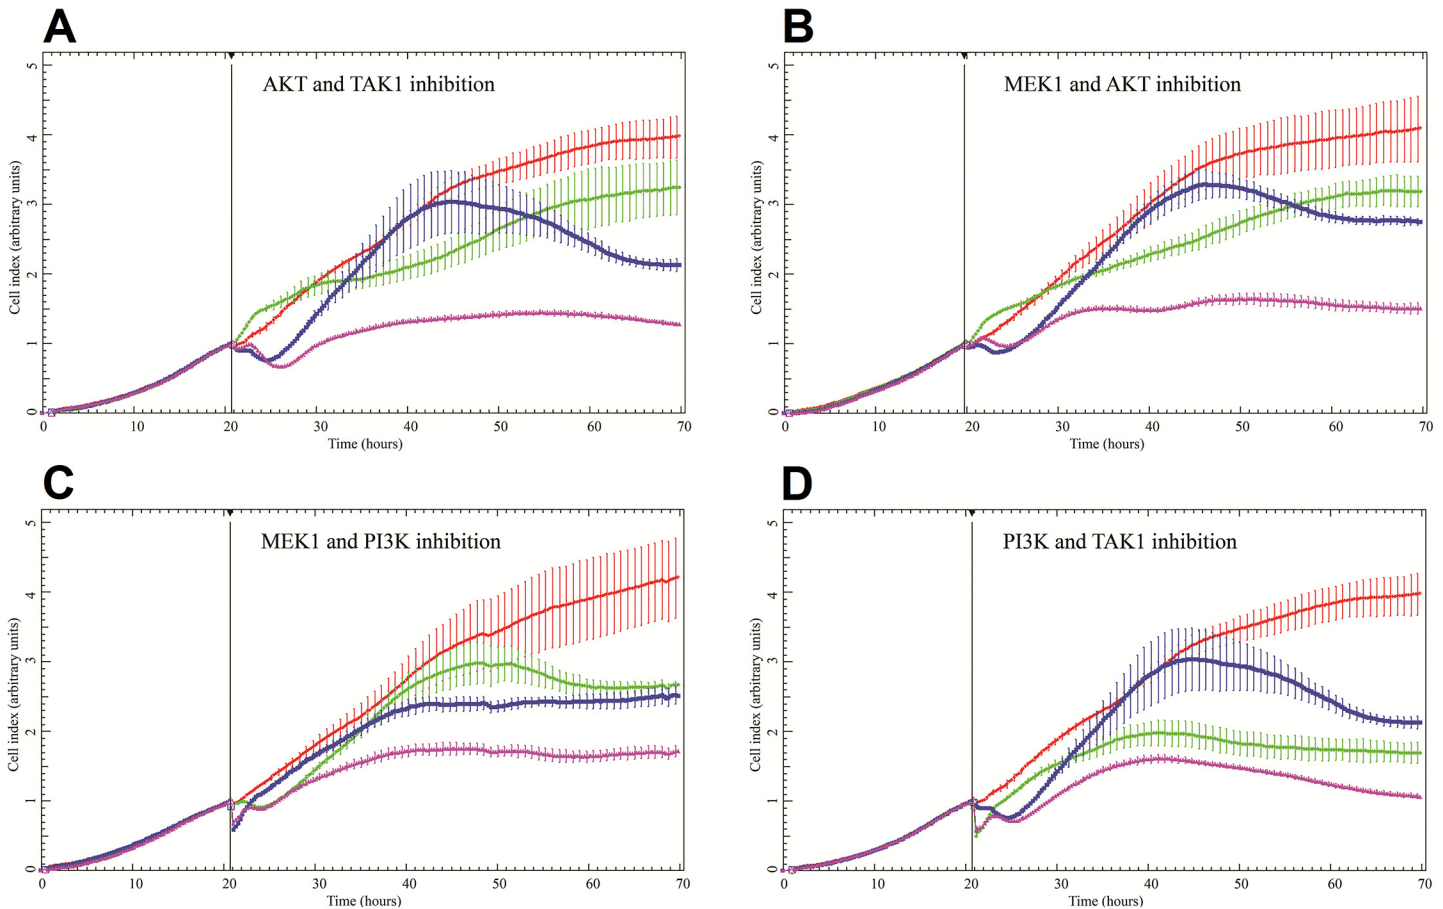 A
AKT and TAK1 inhibition
Cell index (arbitrary units)
0 1 2 3 4 5
0 10 20 30 40 50 60 70
Time (hours)
B
MEK1 and AKT inhibition
Cell index (arbitrary units)
0 1 2 3 4 5
0 10 20 30 40 50 60 70
Time (hours)
C
MEK1 and PI3K inhibition
Cell index (arbitrary units)
0 1 2 3 4 5
0 10 20 30 40 50 60 70
Time (hours)
D
PI3K and TAK1 inhibition
Cell index (arbitrary units)
0 1 2 3 4 5
0 10 20 30 40 50 60 70
Time (hours)